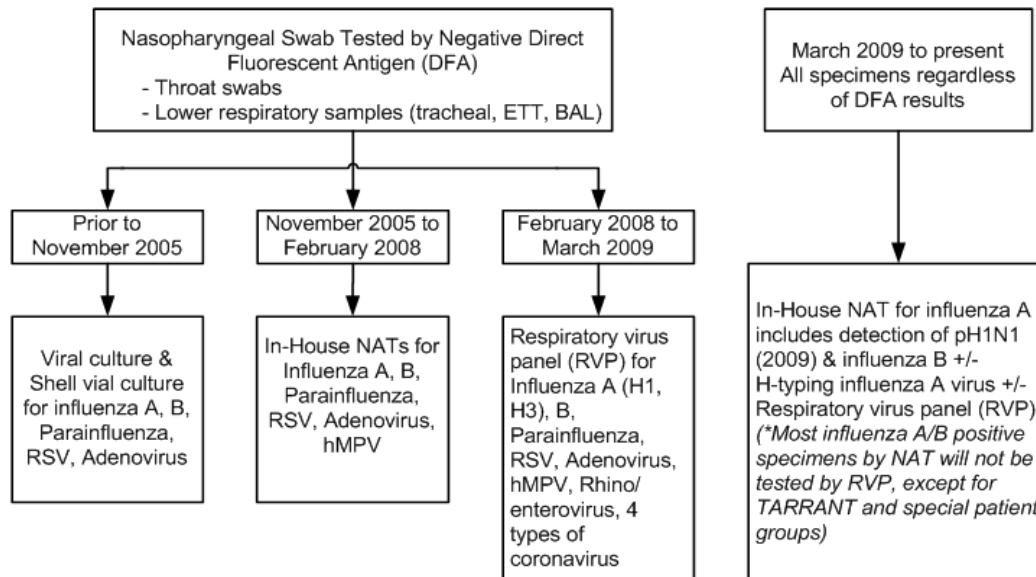 Nasopharyngeal Swab Tested by Negative Direct
Fluorescent Antigen (DFA)
- Throat swabs
- Lower respiratory samples (tracheal, ETT, BAL)
March 2009 to present
All specimens regardless
of DFA results
Prior to
November 2005
November 2005 to
February 2008
February 2008 to
March 2009
Viral culture &
Shell vial culture
for influenza A, B,
Parainfluenza,
RSV, Adenovirus
In-House NATs for
Influenza A, B,
Parainfluenza,
RSV, Adenovirus,
hMPV
Respiratory virus
panel (RVP) for
Influenza A (H1,
H3), B,
Parainfluenza,
RSV, Adenovirus,
hMPV, Rhino/
enterovirus, 4
types of
coronavirus
In-House NAT for influenza A
includes detection of pH1N1
(2009) & influenza B +/-
H-typing influenza A virus +/-
Respiratory virus panel (RVP)
(*Most influenza A/B positive
specimens by NAT will not be
tested by RVP, except for
TARRANT and special patient
groups)